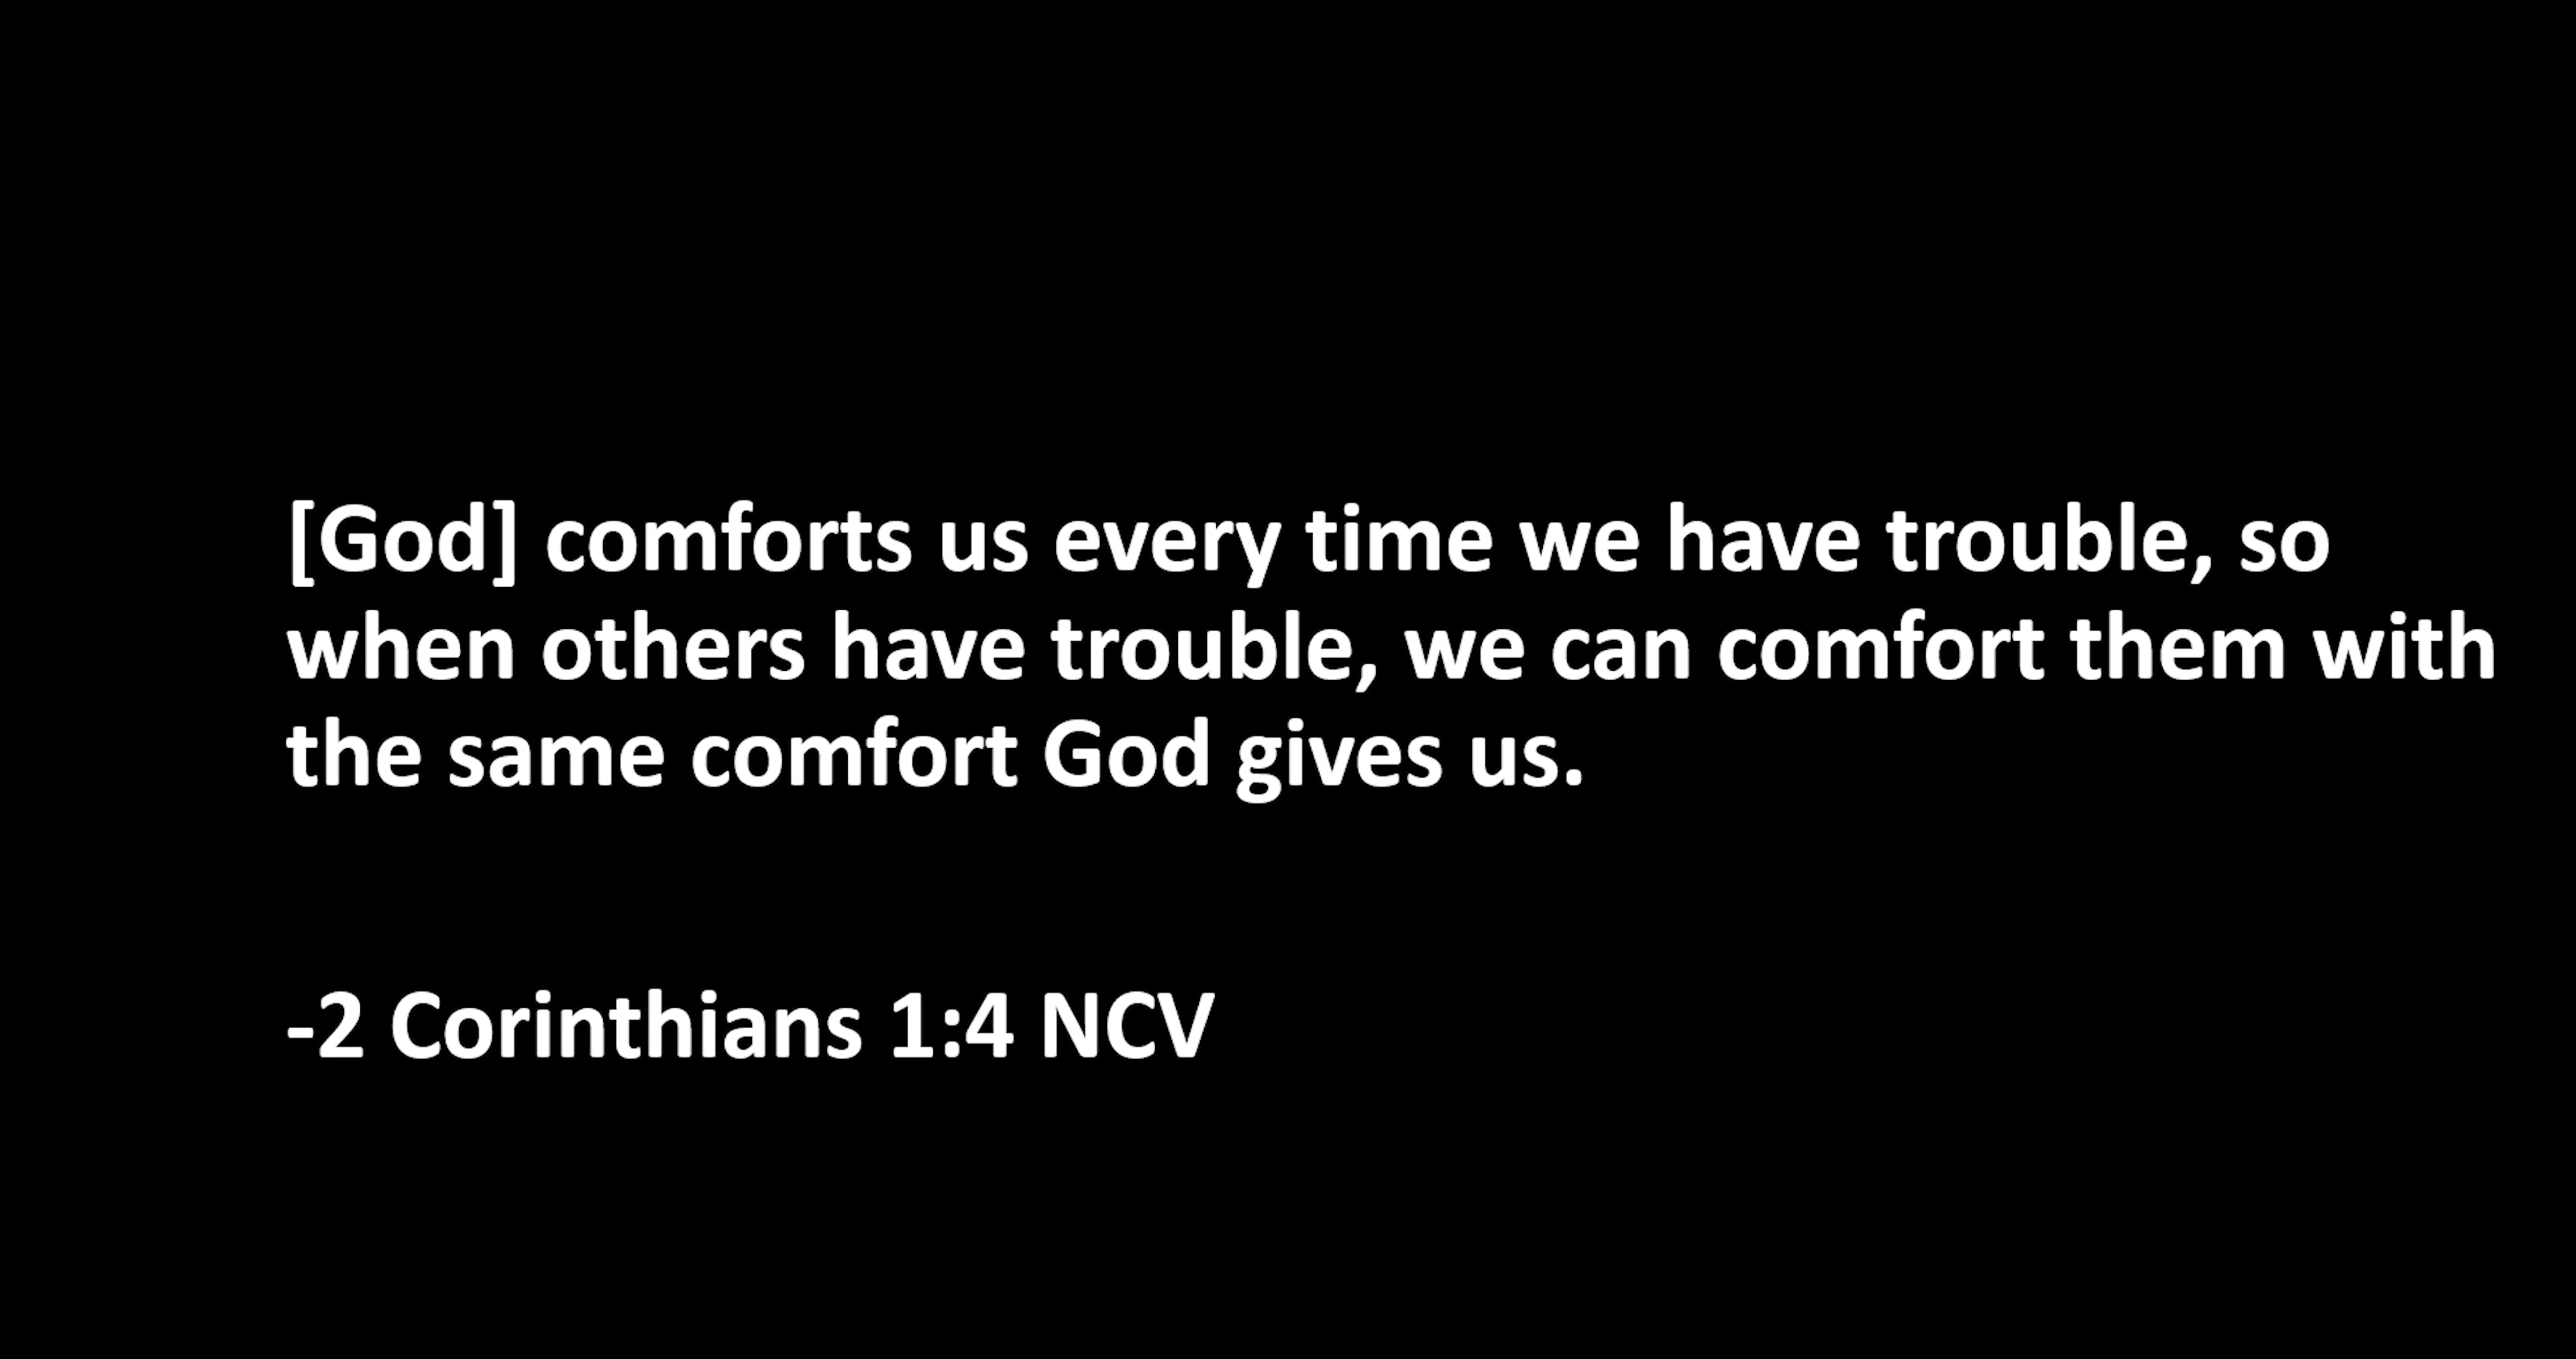 [God] comforts us every time we have trouble, so
when others have trouble, we can comfort them with
the same comfort God gives us.
-2 Corinthians 1:4 NCV